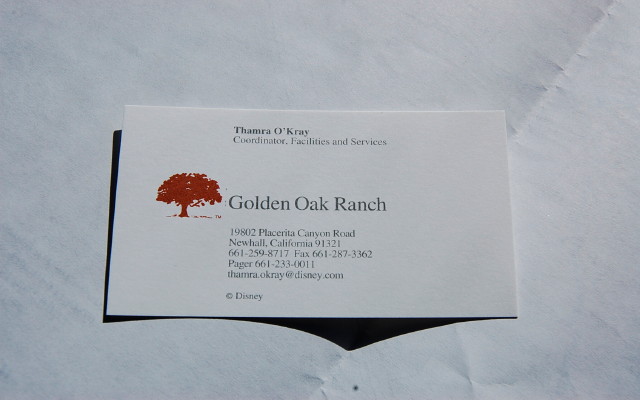 Thamra O'Kray
Coordinator, Facilities and Services
TM
Golden Oak Ranch
19802 Placerita Canyon Road
Newhall, California 91321
661-259-8717 Fax 661-287-3362
Pager 661-233-0011
thamra.okray@disney.com
© Disney